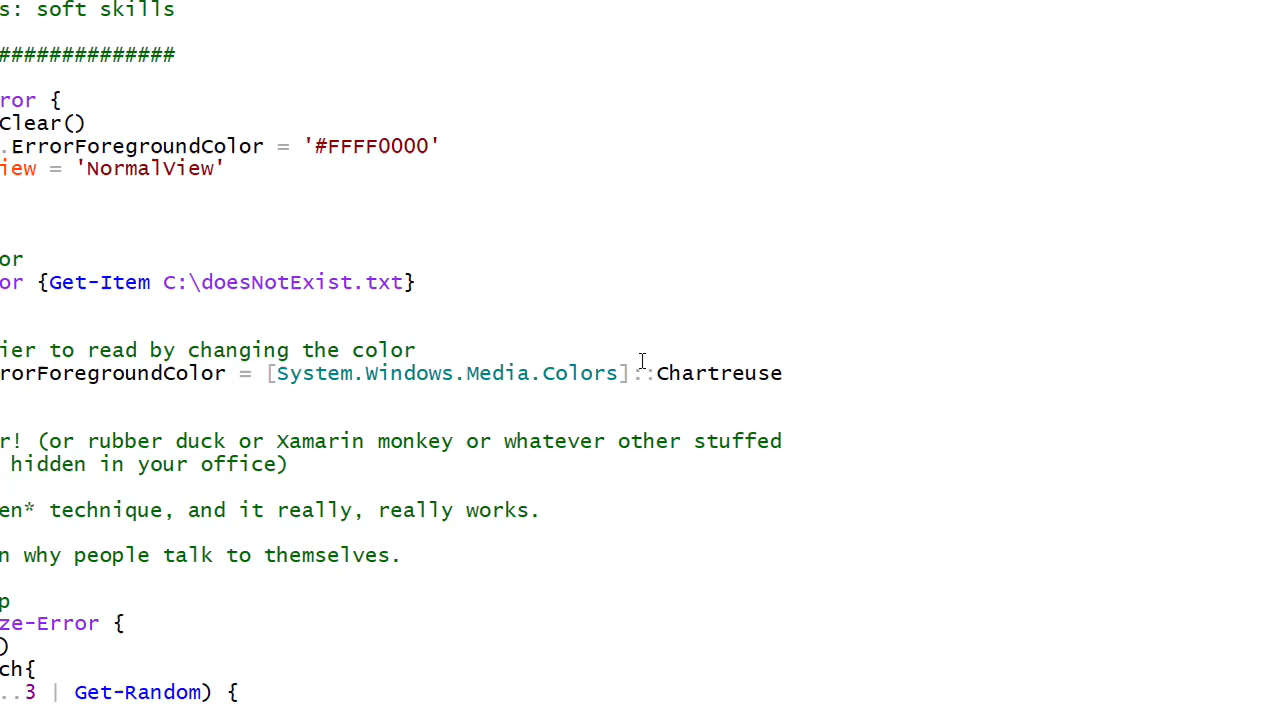 s: soft skills
##############
ror {
Clear()
.ErrorForegroundColor = '#FFFF0000'
iew = 'NormalView'
or
or {Get-Item C:\doesNotExist.txt}
ier to read by changing the color
rorForegroundColor = [System.Windows.Media.Colors]::Chartreuse
r! (or rubber duck or Xamarin monkey or whatever other stuffed
hidden in your office)
en* technique, and it really, really works.
n why people talk to themselves.
p
ze-Error {
)
ch{
..3 | Get-Random) {